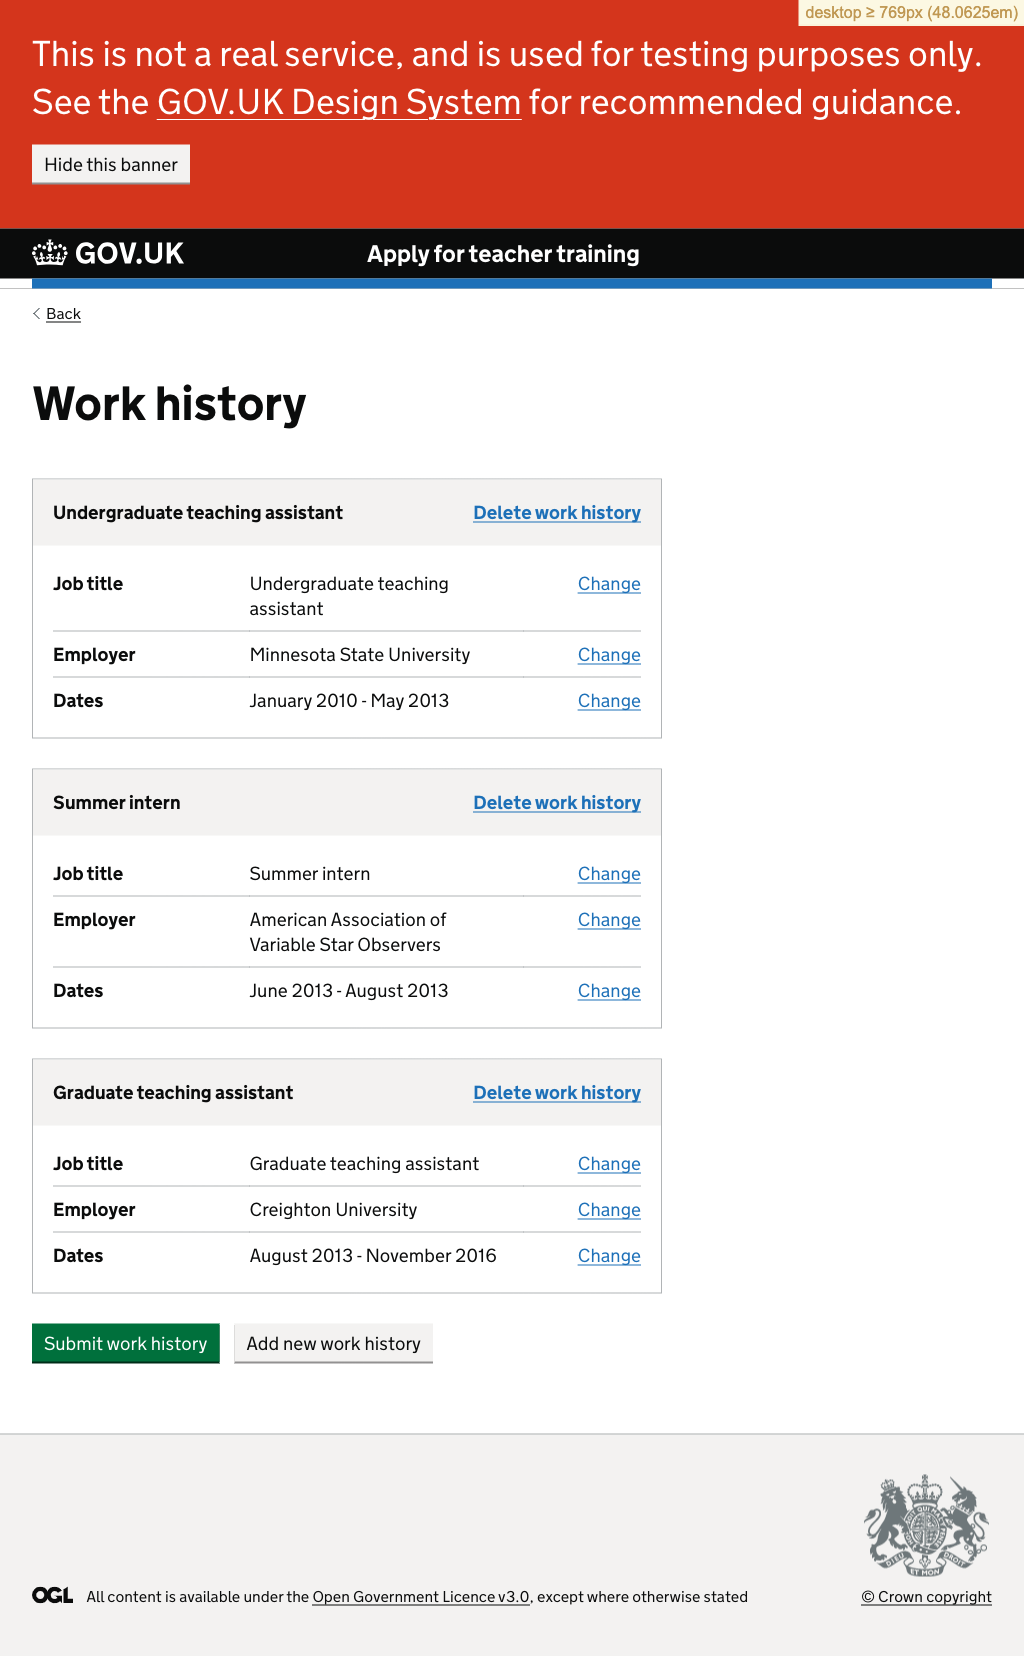 desktop ≥ 769px (48.0625em)
This is not a real service, and is used for testing purposes only.
See the GOV.UK Design System for recommended guidance.
Hide this banner
GOV.UK Apply for teacher training
Back
Work history
Undergraduate teaching assistant Delete work history
Job title Undergraduate teaching Change
assistant
Employer Minnesota State University Change
Dates January 2010 - May 2013 Change
Summer intern Delete work history
Job title Summer intern Change
Employer American Association of Change
Variable Star Observers
Dates June 2013 - August 2013 Change
Graduate teaching assistant Delete work history
Job title Graduate teaching assistant Change
Employer Creighton University Change
Dates August 2013 - November 2016 Change
Submit work history Add new work history
DIEU ET MON DROIT
OGL All content is available under the Open Government Licence v3.0, except where otherwise stated © Crown copyright